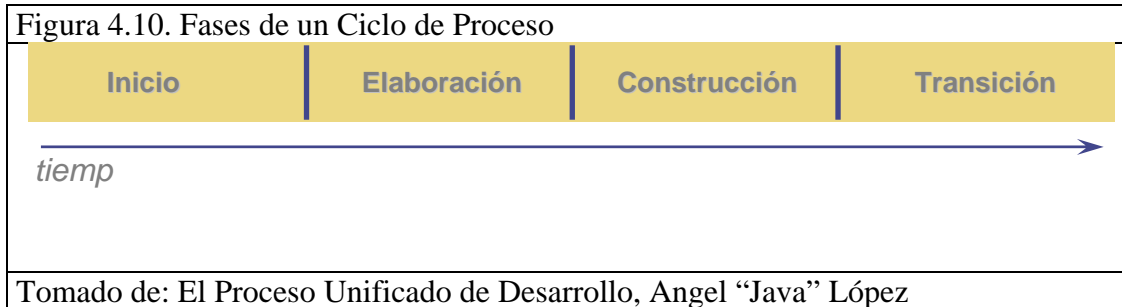 Figura 4.10. Fases de un Ciclo de Proceso
Inicio Elaboración Construcción Transición
tiemp
Tomado de: El Proceso Unificado de Desarrollo, Angel “Java” López